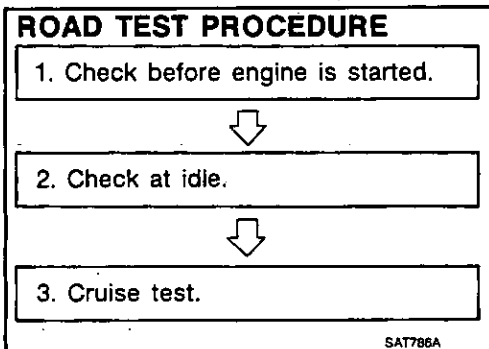 ROAD TEST PROCEDURE
1. Check before engine is started.
2. Check at idle.
3. Cruise test.
SAT786A